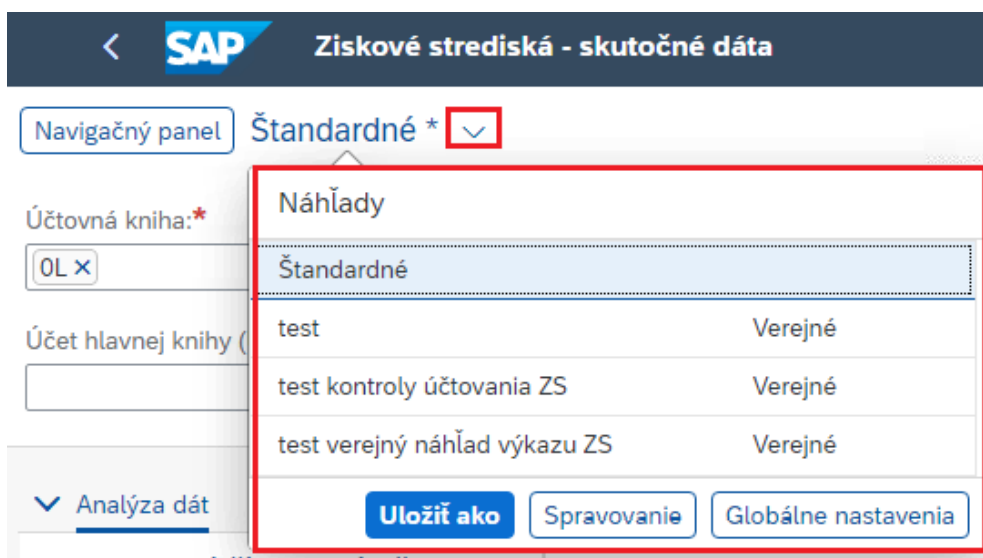 SAP Ziskové strediská - skutočné dáta
Navigačný panel Štandardné *
Náhľady
Účtovná kniha:*
0L ×
Štandardné
test Verejné
Účet hlavnej knihy (
test kontroly účtovania ZS Verejné
test verejný náhľad výkazu ZS Verejné
Analýza dát
Uložiť ako Spravovanie Globálne nastavenia